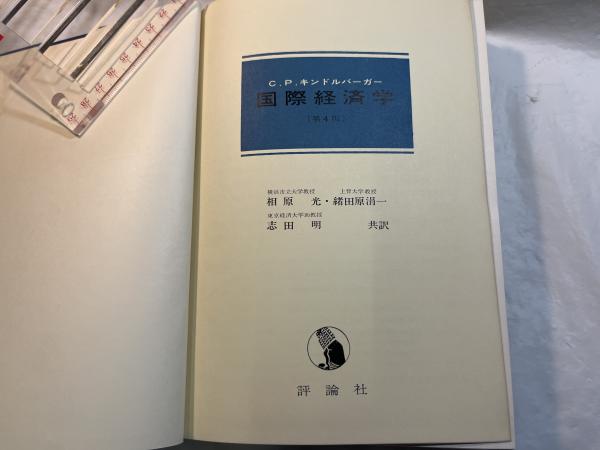 C.P.キンドルバーガー
国際経済学
〔第4版〕
横浜市立大学教授 上智大学教授
相原 光・緒田原涓一
東京経済大学助教授
志田 明 共訳
評論社